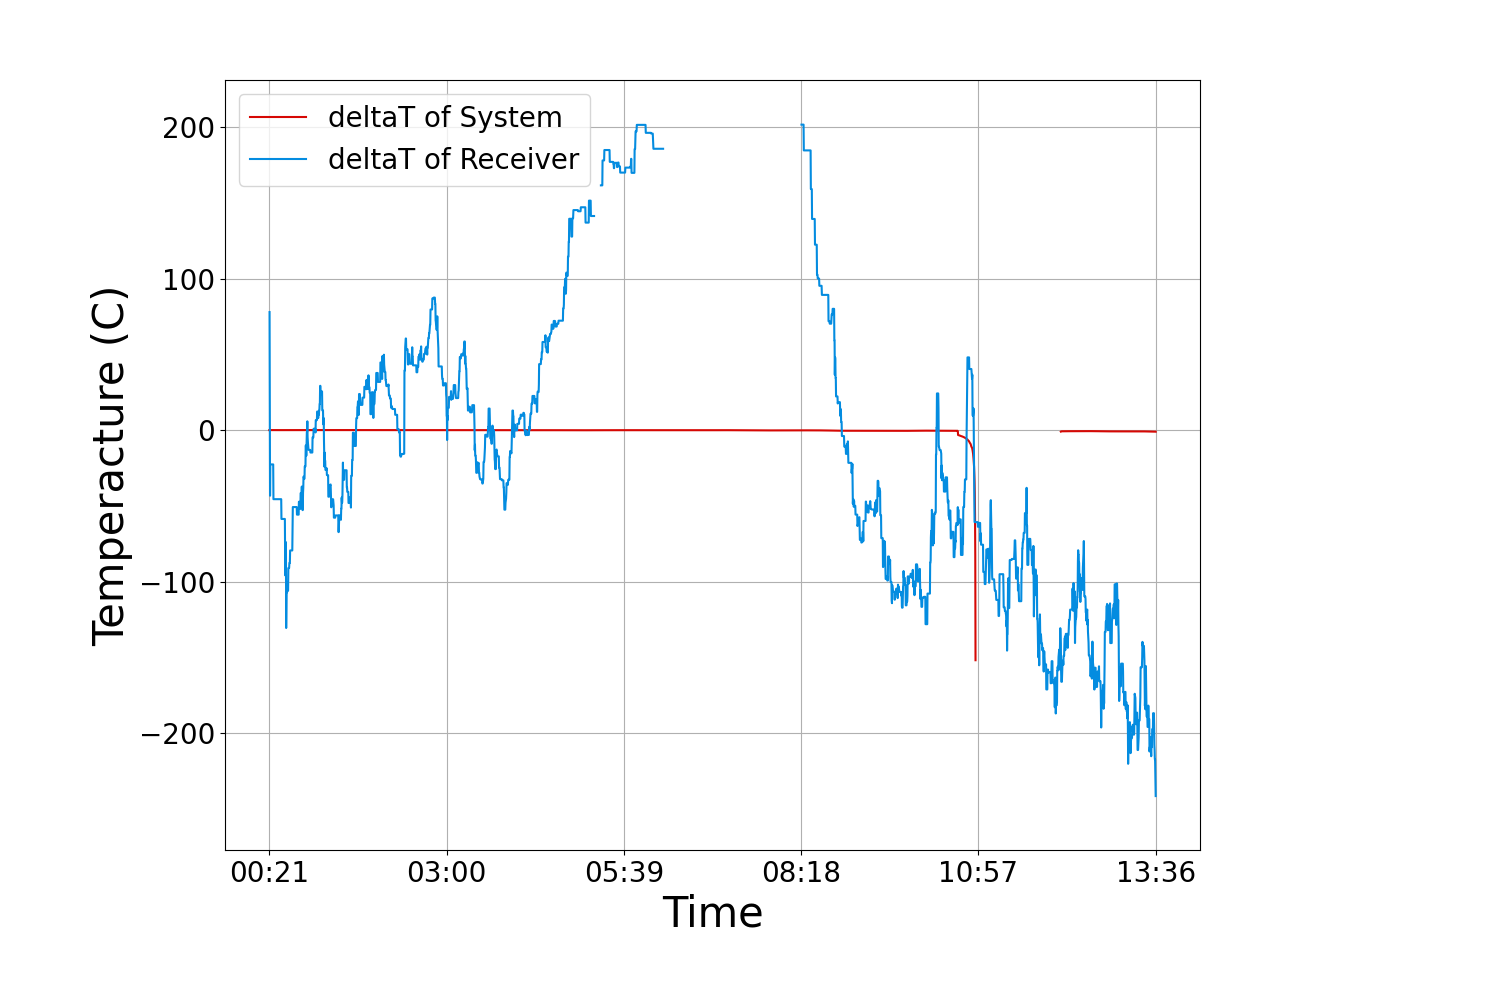 deltaT of System
deltaT of Receiver
200
100
0
−100
−200
Temperacture (C)
00:21 03:00 05:39 08:18 10:57 13:36
Time